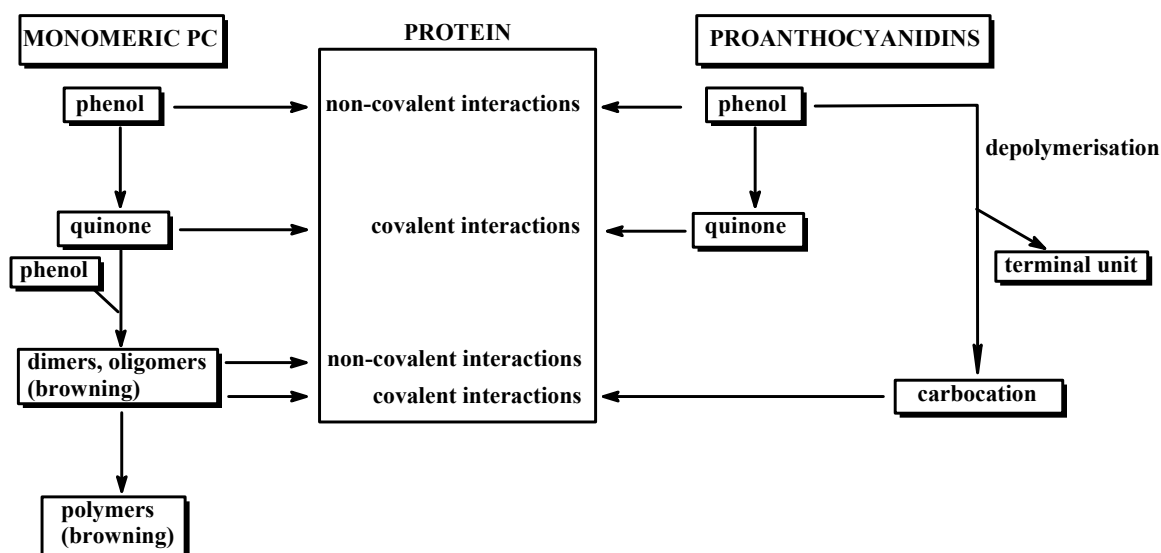 MONOMERIC PC
PROTEIN
PROANTHOCYANIDINS
phenol
non-covalent interactions
phenol
depolymerisation
quinone
covalent interactions
quinone
phenol
terminal unit
dimers, oligomers
(browning)
non-covalent interactions
covalent interactions
carbocation
polymers
(browning)